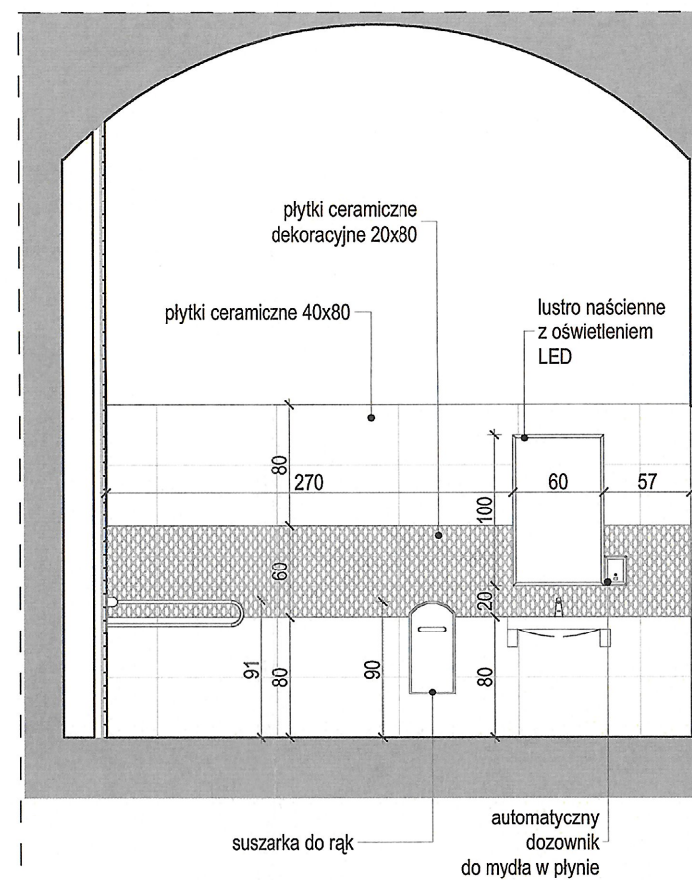 płytki ceramiczne
dekoracyjne 20x80
płytki ceramiczne 40x80
lustro naścienne
z oświetleniem
LED
80
270
60
57
100
60
20
91
80
90
80
suszarka do rąk
automatyczny
dozownik
do mydła w płynie